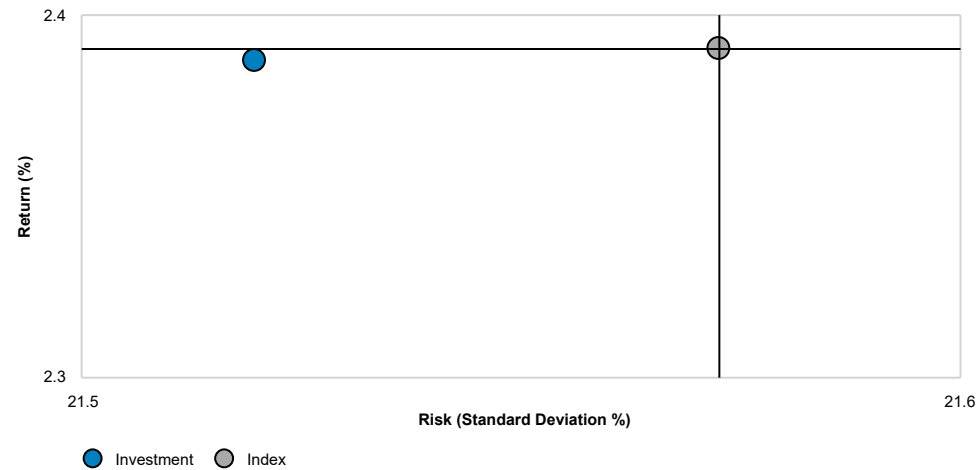 2.4
Return (%)
2.3
21.5
21.6
Risk (Standard Deviation %)
Investment
Index